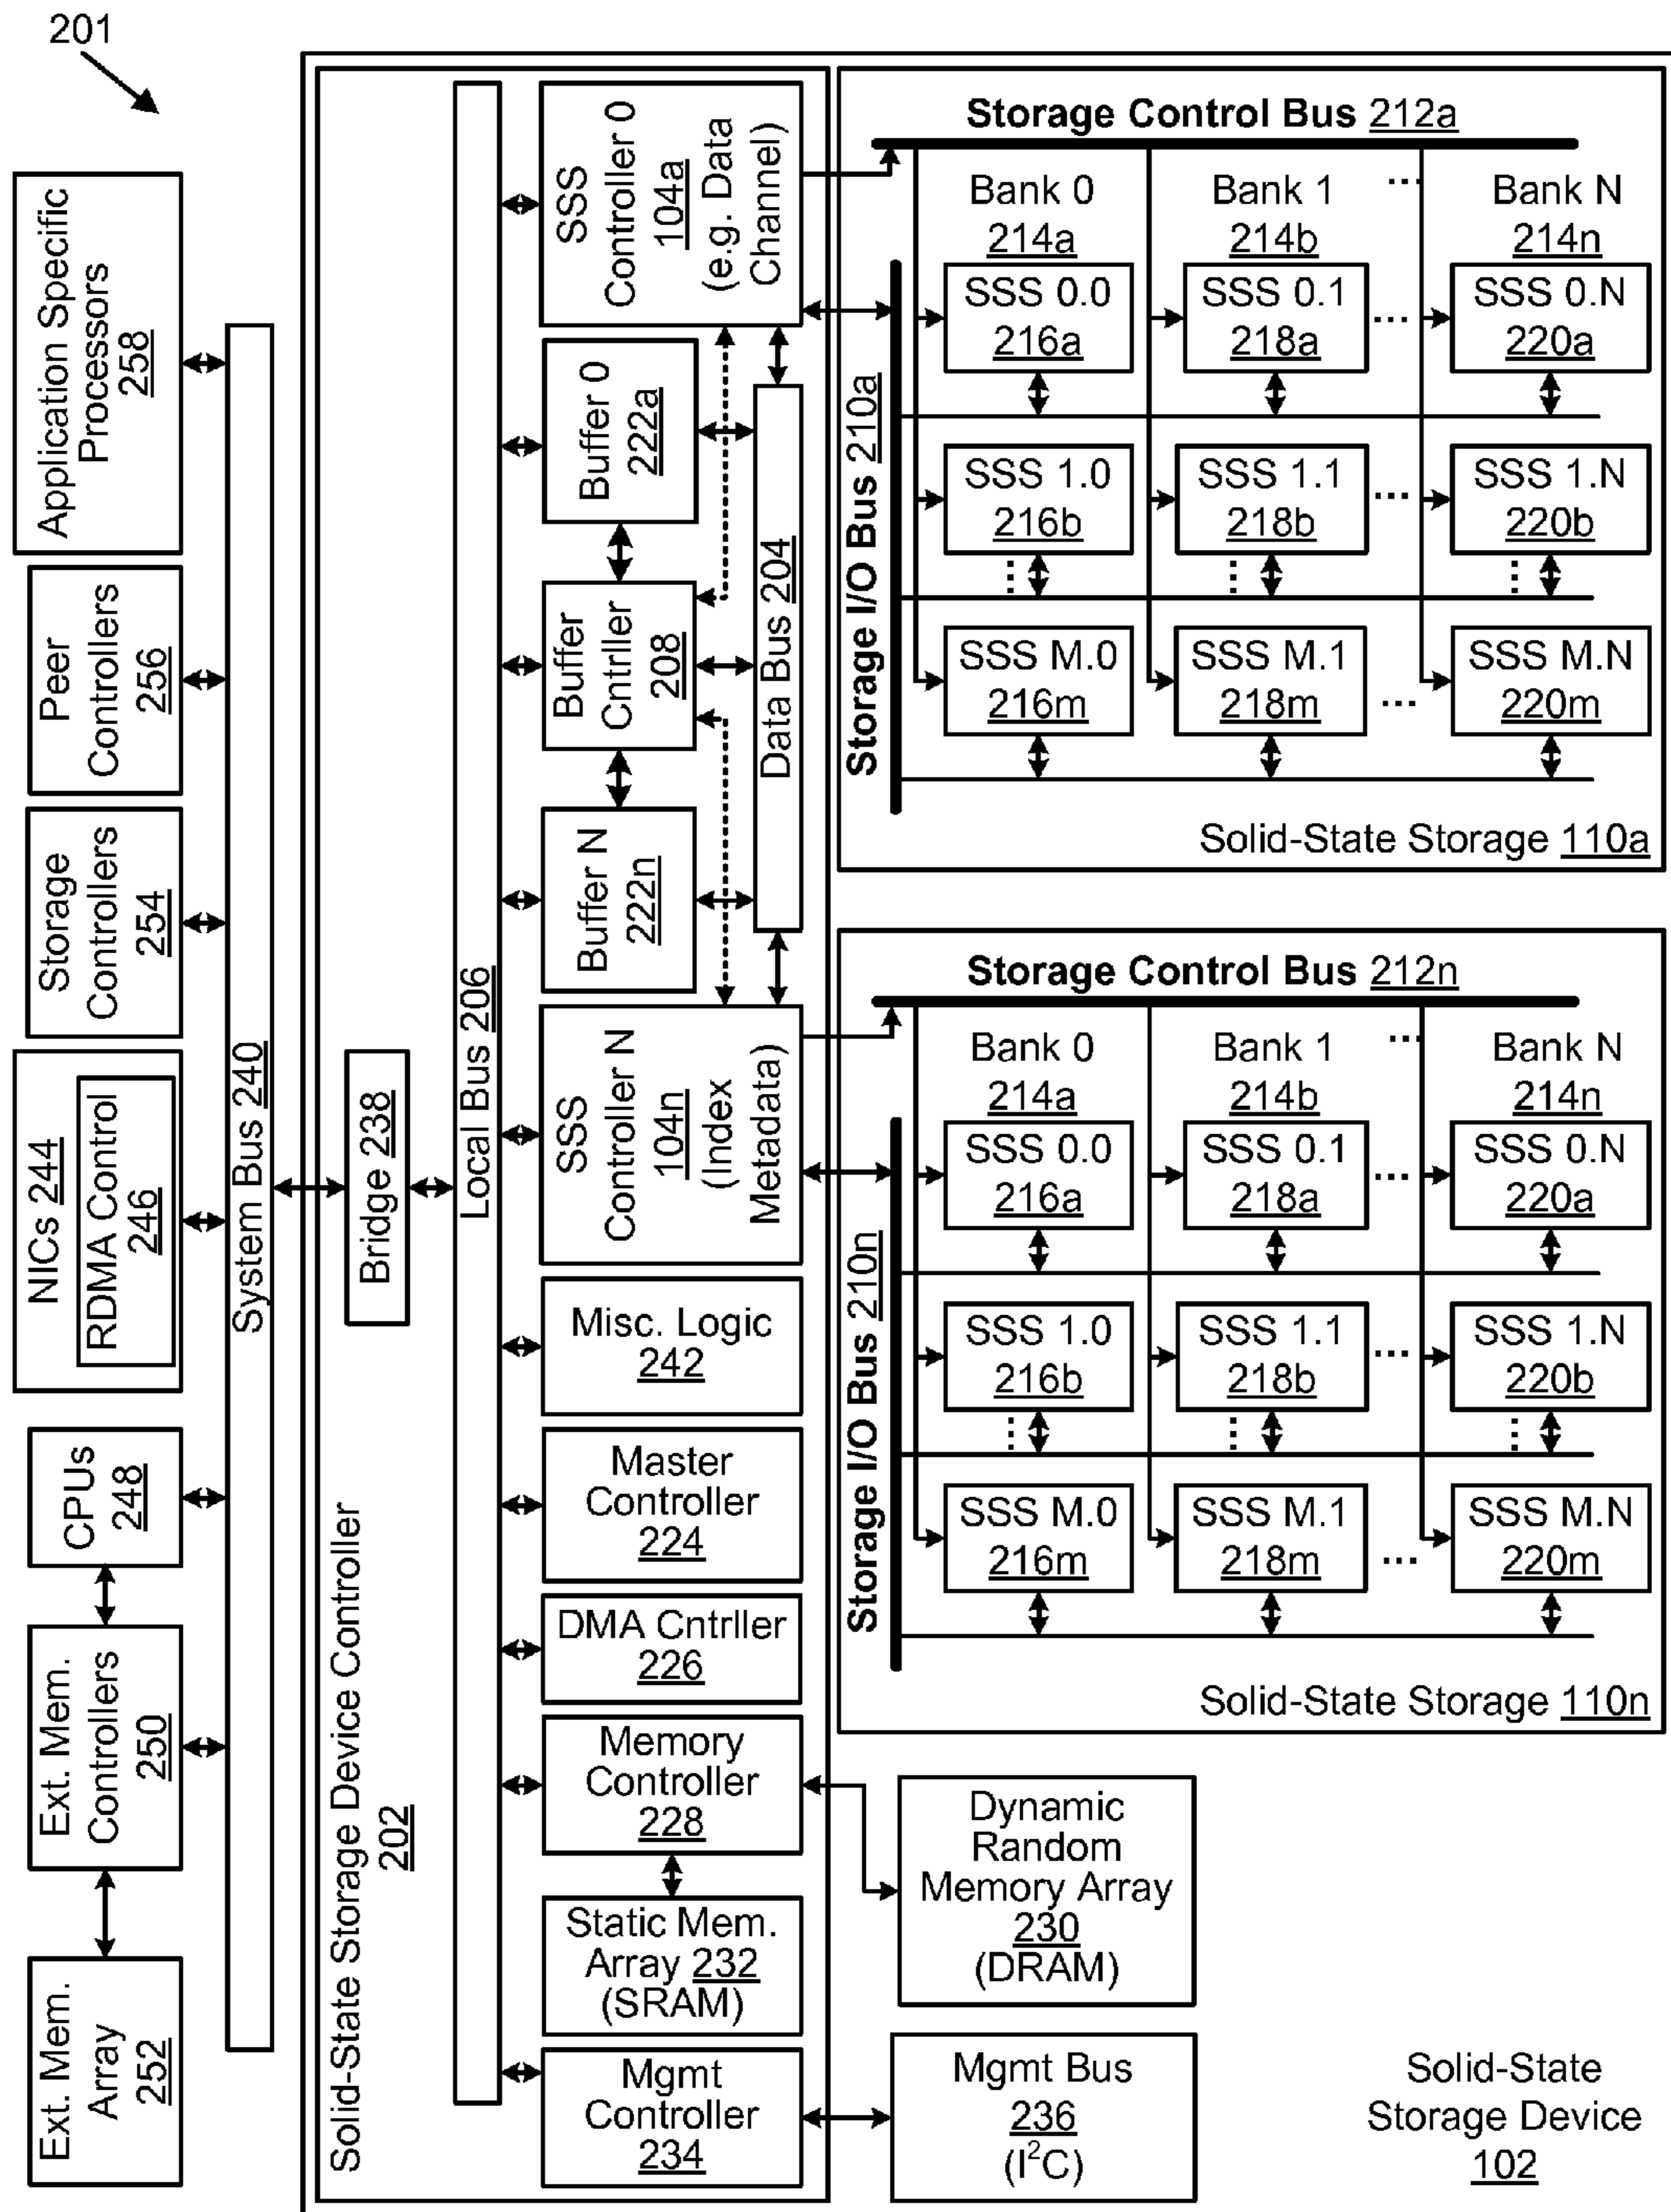 201
Application Specific
Processors
258
Peer
Controllers
256
Storage
Controllers
254
NICs 244
RDMA Control
246
CPUs
248
Ext. Mem.
Controllers
250
Ext. Mem.
Array
252
System Bus 240
Solid-State Storage Device Controller
202
Bridge 238
Local Bus 206
SSS
Controller 0
104a
(e.g. Data
Channel)
Buffer 0
222a
Buffer
Cntrller
208
Buffer N
222n
Data Bus 204
SSS
Controller N
104n
(Index
Metadata)
Misc. Logic
242
Master
Controller
224
DMA Cntrller
226
Memory
Controller
228
Static Mem.
Array 232
(SRAM)
Mgmt
Controller
234
Storage Control Bus 212a
Storage I/O Bus 210a
Bank 0
214a
Bank 1
214b
...
Bank N
214n
SSS 0.0
216a
SSS 0.1
218a
...
SSS 0.N
220a
SSS 1.0
216b
SSS 1.1
218b
...
SSS 1.N
220b
SSS M.0
216m
SSS M.1
218m
...
SSS M.N
220m
Solid-State Storage 110a
Storage Control Bus 212n
Storage I/O Bus 210n
Bank 0
214a
Bank 1
214b
...
Bank N
214n
SSS 0.0
216a
SSS 0.1
218a
...
SSS 0.N
220a
SSS 1.0
216b
SSS 1.1
218b
...
SSS 1.N
220b
SSS M.0
216m
SSS M.1
218m
...
SSS M.N
220m
Solid-State Storage 110n
Dynamic
Random
Memory Array
230
(DRAM)
Mgmt Bus
236
(I²C)
Solid-State
Storage Device
102